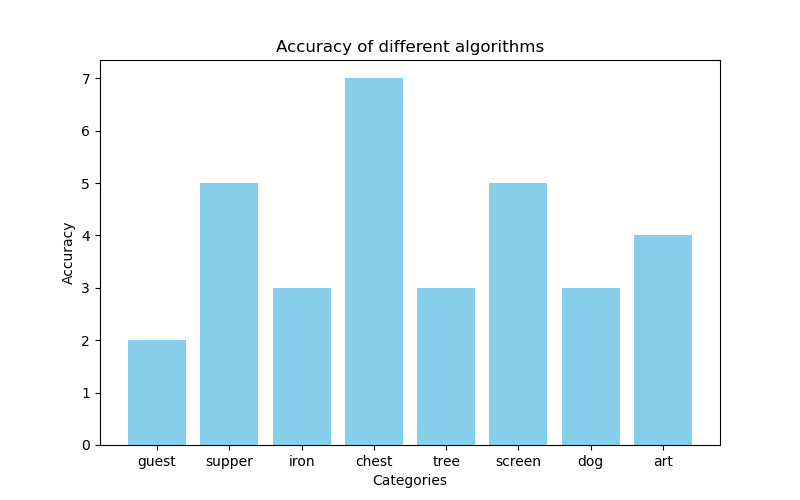 Accuracy of different algorithms
Accuracy
7
6
5
4
3
2
1
0
guest supper iron chest tree screen dog art
Categories